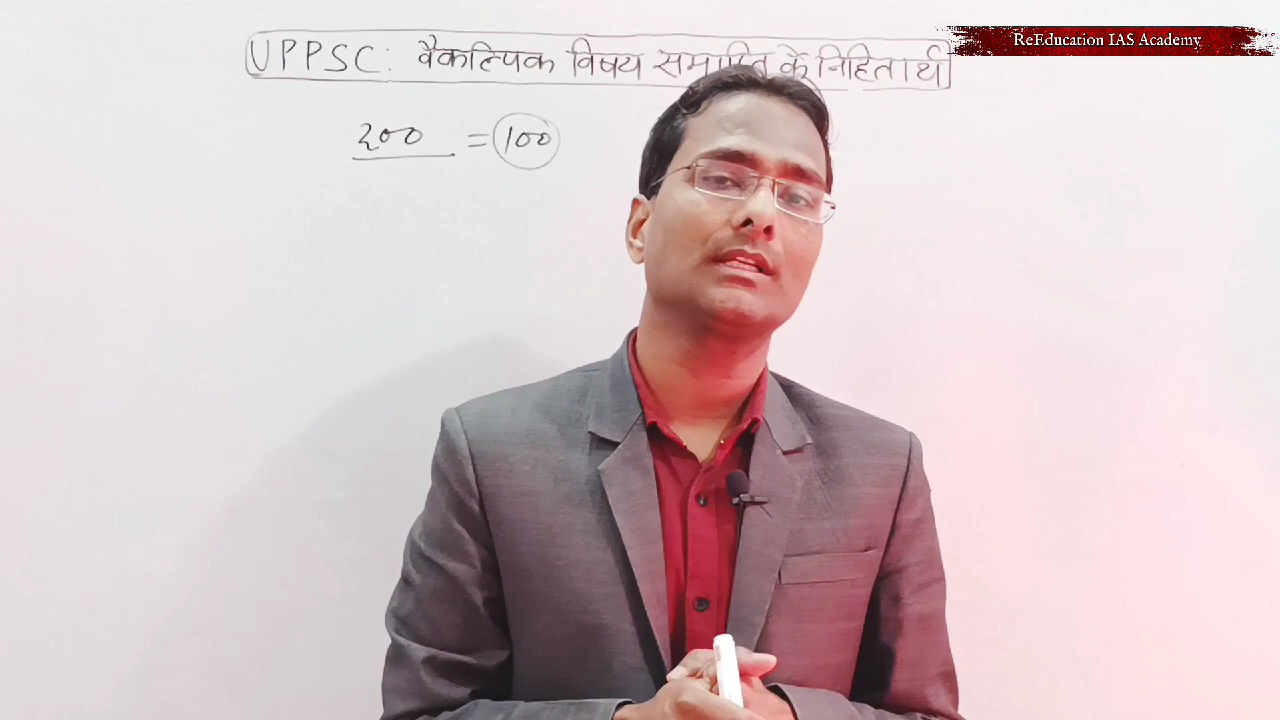 UPPSC: वैकल्पिक विषय समाप्ति के निहितार्थ
ReEducation IAS Academy
200 = 100